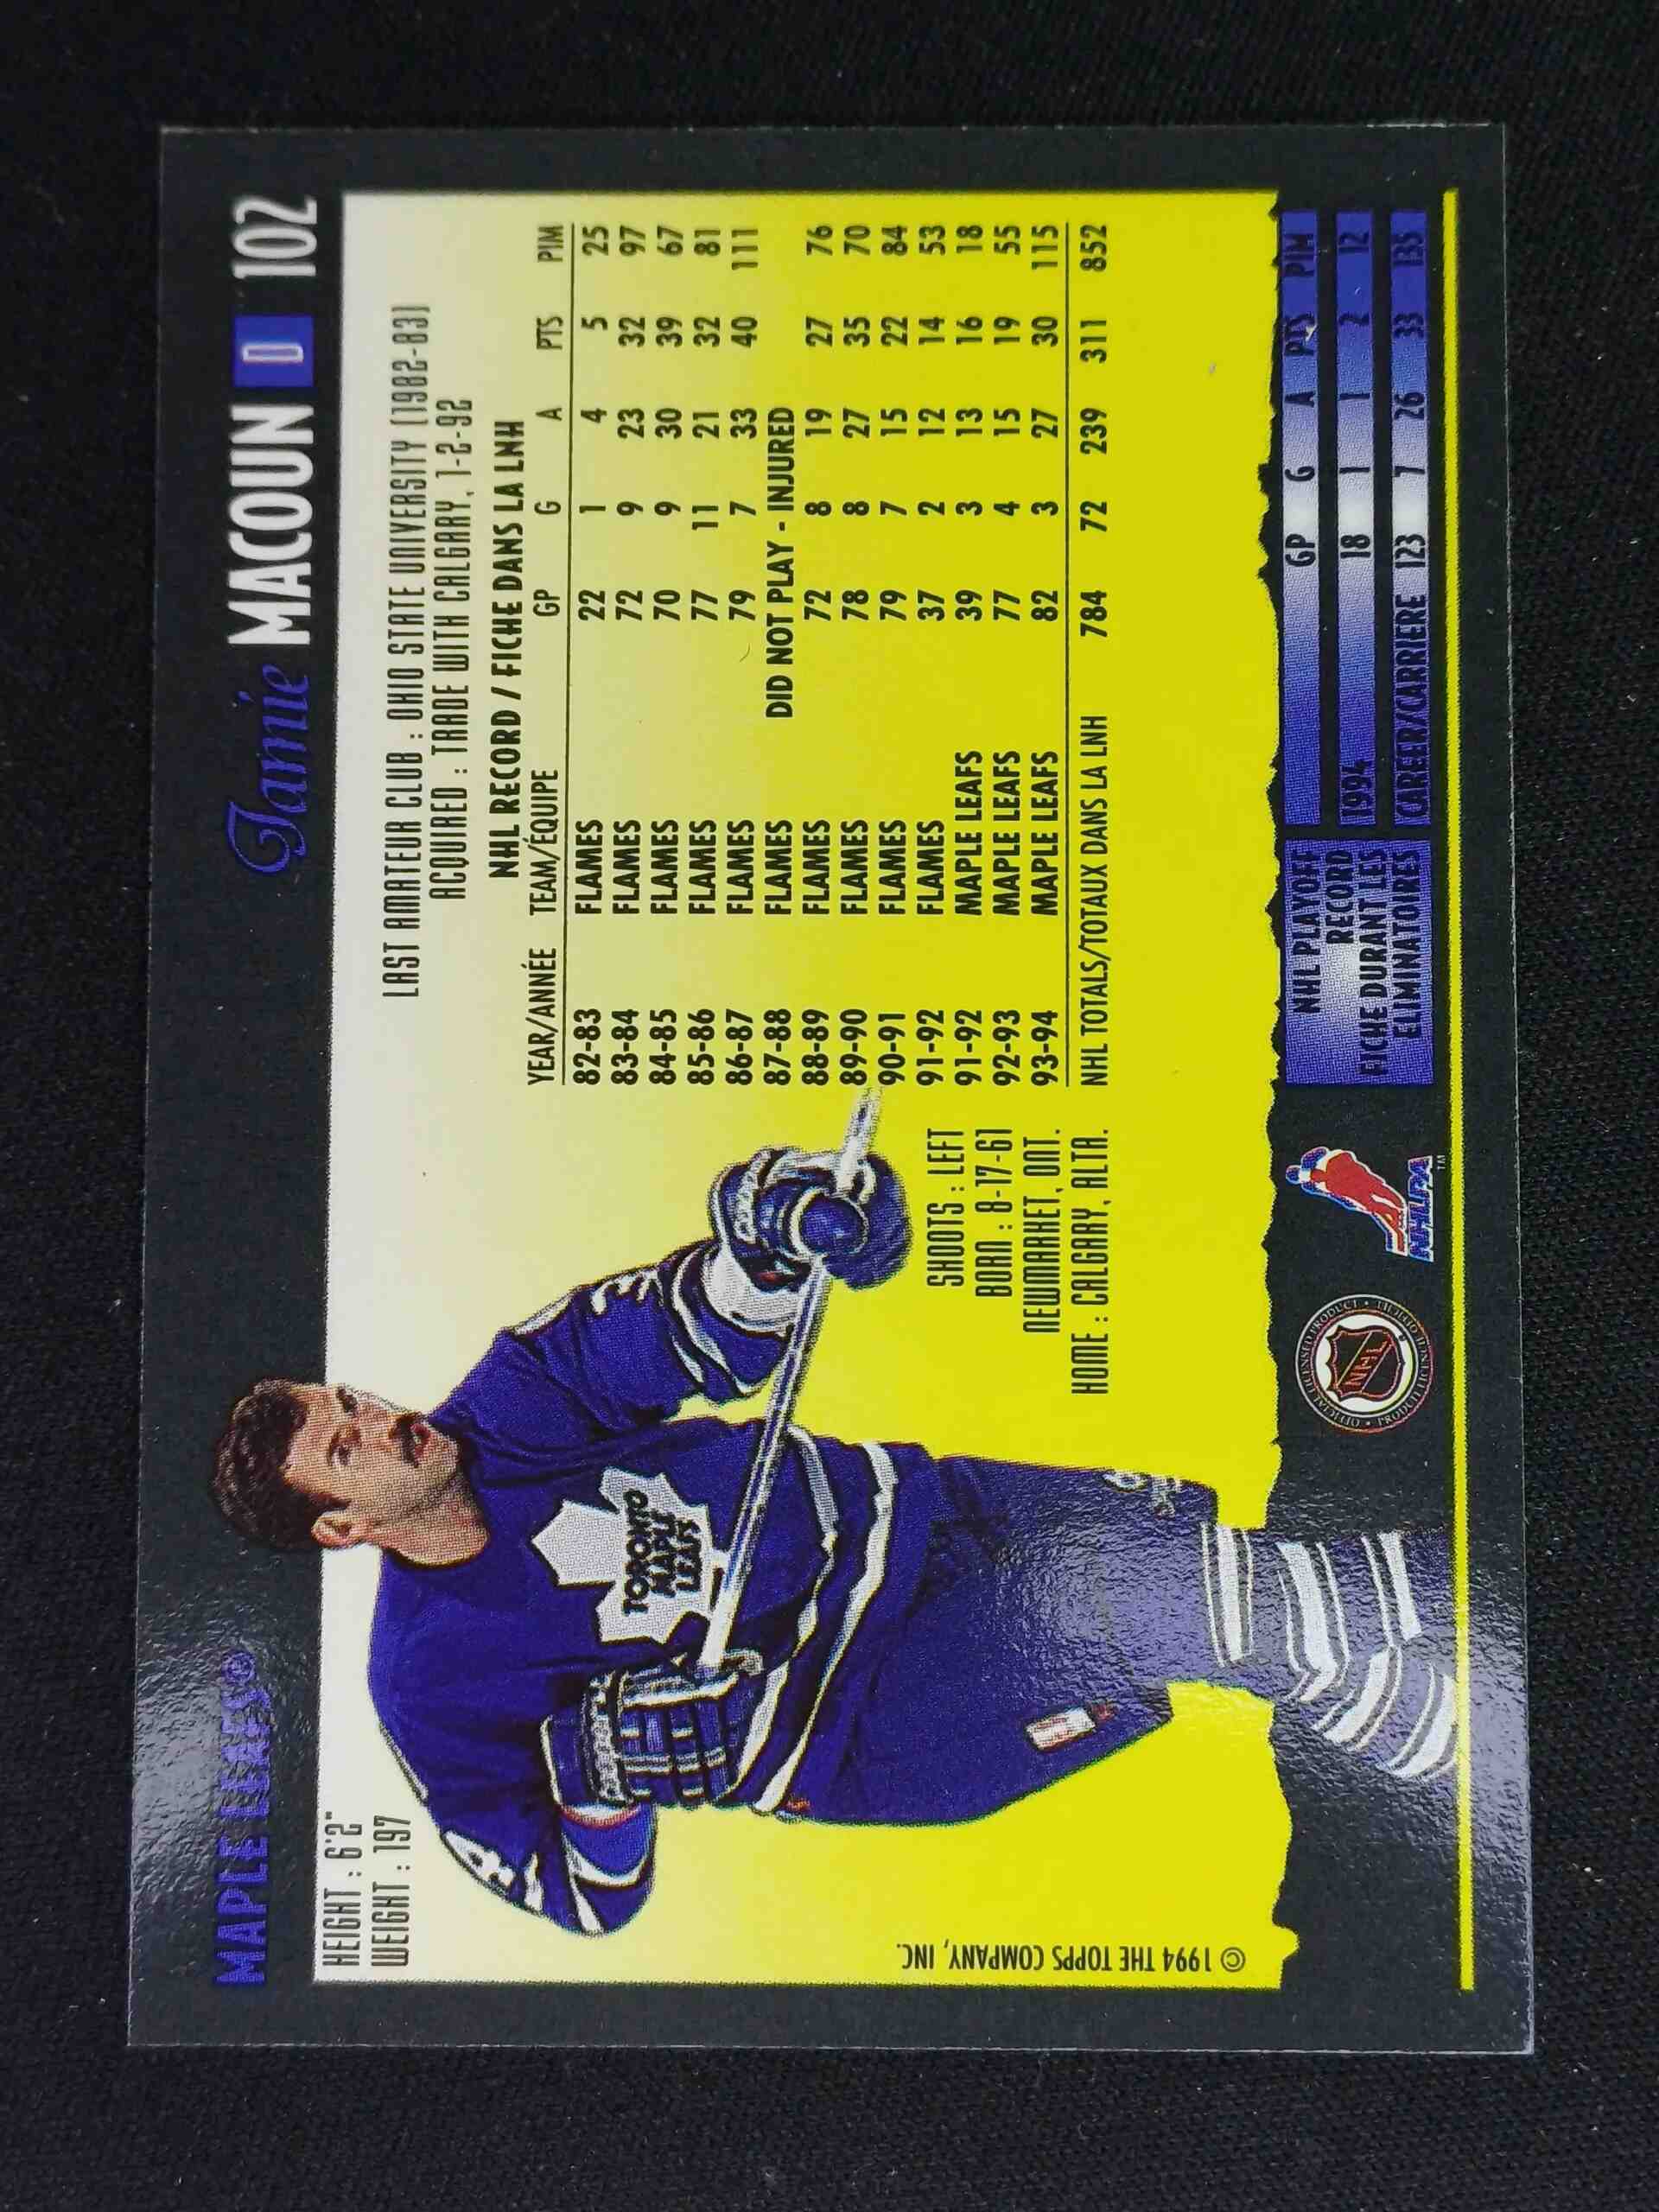 MAPLE LEAFS®
Jamie MACOUN D 102
HEIGHT : 6'2"
WEIGHT : 197
LAST AMATEUR CLUB : OHIO STATE UNIVERSITY (1982-83)
ACQUIRED : TRADE WITH CALGARY, 1-2-92
NHL RECORD / FICHE DANS LA LNH
YEAR/ANNÉE TEAM/ÉQUIPE GP G A PTS PIM
82-83 FLAMES 22 1 4 5 25
83-84 FLAMES 72 9 23 32 97
84-85 FLAMES 70 9 30 39 67
85-86 FLAMES 77 11 21 32 81
86-87 FLAMES 79 7 33 40 111
87-88 FLAMES DID NOT PLAY - INJURED
88-89 FLAMES 72 8 19 27 76
89-90 FLAMES 78 8 27 35 70
90-91 FLAMES 79 7 15 22 84
91-92 FLAMES 37 2 12 14 53
91-92 MAPLE LEAFS 39 3 13 16 18
92-93 MAPLE LEAFS 77 4 15 19 55
93-94 MAPLE LEAFS 82 3 27 30 115
NHL TOTALS/TOTAUX DANS LA LNH 784 72 239 311 852
SHOOTS : LEFT
BORN : 8-17-61
NEWMARKET, ONT.
HOME : CALGARY, ALTA.
TORONTO
MAPLE
LEAFS
© 1994 THE TOPPS COMPANY, INC.
OFFICIAL LICENSED PRODUCT
NHL
NHLPA™
NHL PLAYOFF
RECORD
FICHE DURANT LES
ELIMINATOIRES
GP G A PTS PIM
1994 18 1 1 2 12
CAREER/CARRIERE 123 7 26 33 135